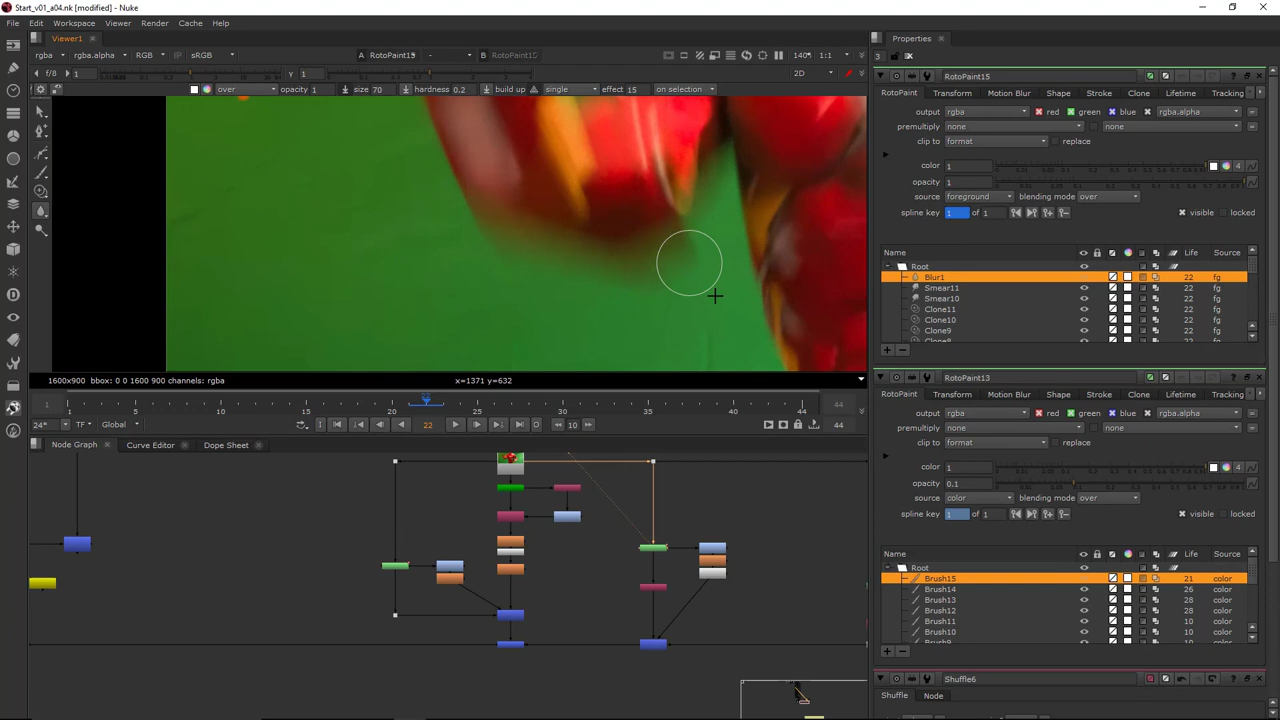 Start_v01_a04.nk [modified] - Nuke
File Edit Workspace Viewer Render Cache Help
Viewer1
rgba rgba.alpha RGB IP sRGB A RotoPaint15 - B RotoPaint15 1:1
f/8 1 y 1 2D
over opacity 1 size 70 hardness 0.2 build up single effect 15 on selection
1600x900 bbox: 0 0 1600 900 channels: rgba x=1371 y=632
1 1 5 10 15 20 22 25 30 35 40 44 44
24* TF Global 22 10 44
Node Graph Curve Editor Dope Sheet
Properties
3
RotoPaint15
RotoPaint Transform Motion Blur Shape Stroke Clone Lifetime Tracking
output rgba red green blue rgba.alpha
premultiply none none
clip to format replace
color 1 4
opacity 1
source foreground blending mode over
spline key 1 of 1 visible locked
Name Life Source
Root
Blur1 22 fg
Smear11 22 fg
Smear10 22 fg
Clone11 22 fg
Clone10 22 fg
Clone9 22 fg
RotoPaint13
RotoPaint Transform Motion Blur Shape Stroke Clone Lifetime Tracking
output rgba red green blue rgba.alpha
premultiply none none
clip to format replace
color 1 4
opacity 0.1
source color blending mode over
spline key 1 of 1 visible locked
Name Life Source
Root
Brush15 21 color
Brush14 26 color
Brush13 28 color
Brush12 28 color
Brush11 10 color
Brush10 10 color
Brush9 10 color
Shuffle6
Shuffle Node